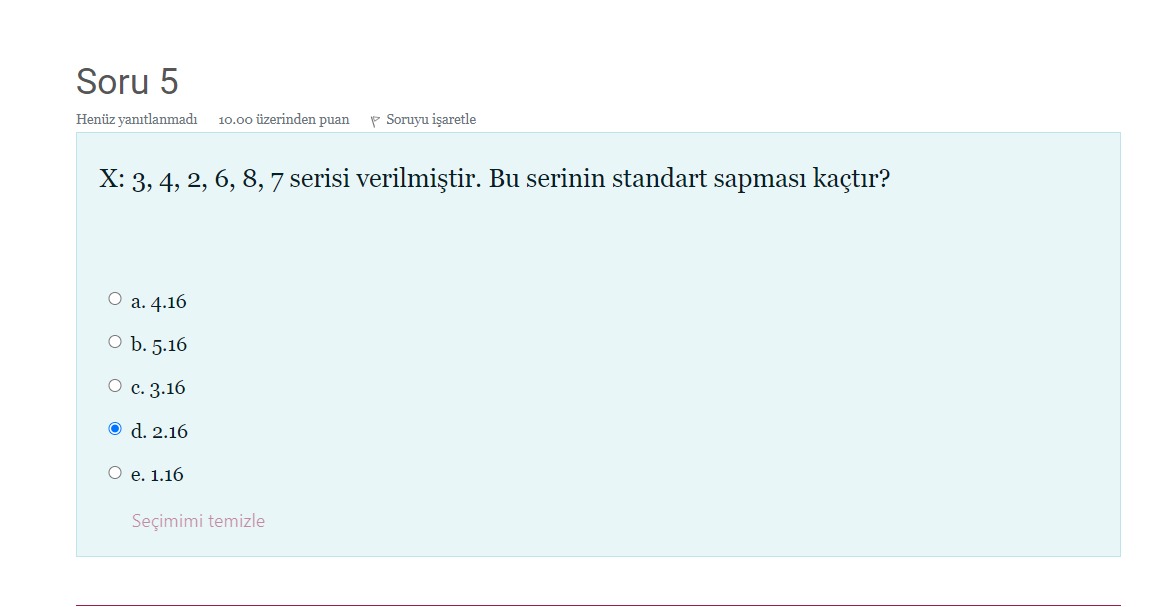 Soru 5
Henüz yanıtlanmadı 10.00 üzerinden puan Soruyu işaretle
X: 3, 4, 2, 6, 8, 7 serisi verilmiştir. Bu serinin standart sapması kaçtır?
a. 4.16
b. 5.16
c. 3.16
d. 2.16
e. 1.16
Seçimimi temizle